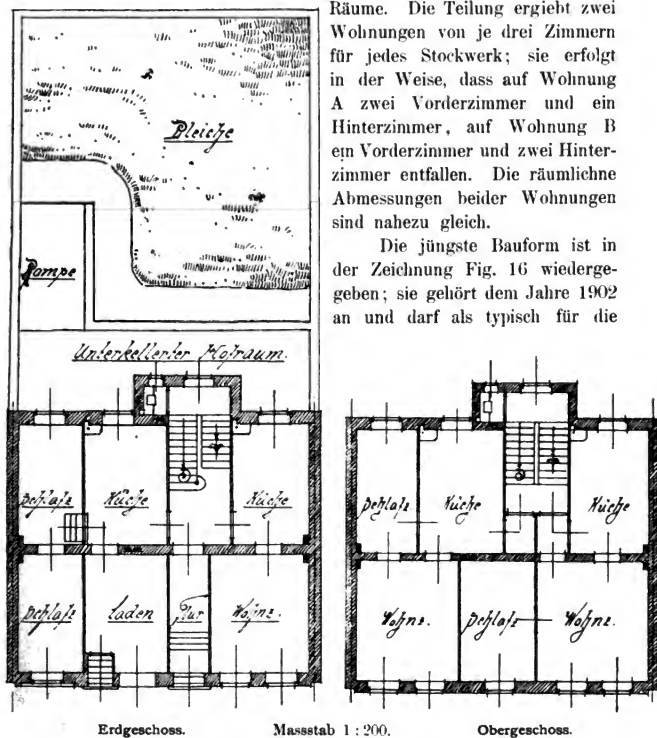 Räume. Die Teilung ergiebt zwei
Wohnungen von je drei Zimmern
für jedes Stockwerk; sie erfolgt
in der Weise, dass auf Wohnung
A zwei Vorderzimmer und ein
Hinterzimmer, auf Wohnung B
ein Vorderzimmer und zwei Hinter-
zimmer entfallen. Die räumlichne
Abmessungen beider Wohnungen
sind nahezu gleich.
Die jüngste Bauform ist in
der Zeichnung Fig. 16 wiederge-
geben; sie gehört dem Jahre 1902
an und darf als typisch für die
Bleiche
Rampe
Unterkellerter Hofraum.
Schlafz
Küche
Küche
Schlafz
Laden
Flur
Wohnz.
Schlafz
Küche
Küche
Wohnz.
Schlafz
Wohnz.
Erdgeschoss. Massstab 1 : 200. Obergeschoss.